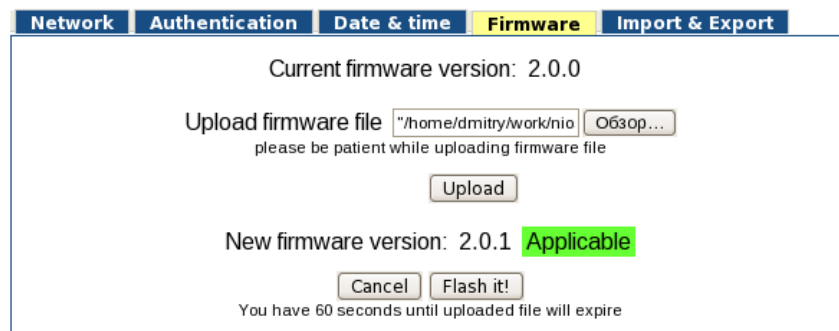 Network Authentication Date & time Firmware Import & Export
Current firmware version: 2.0.0
Upload firmware file "/home/dmitry/work/nio Обзор...
please be patient while uploading firmware file
Upload
New firmware version: 2.0.1 Applicable
Cancel Flash it!
You have 60 seconds until uploaded file will expire